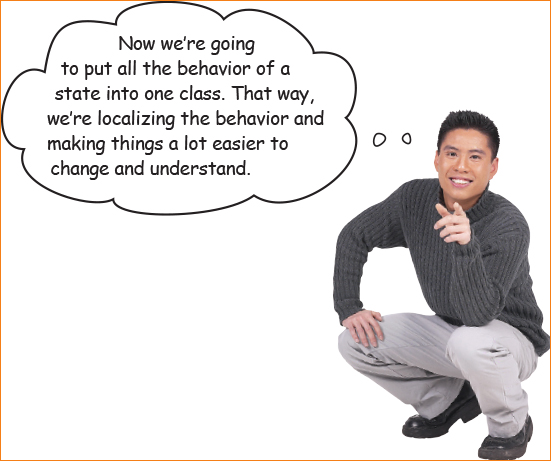 Now we're going
to put all the behavior of a
state into one class. That way,
we're localizing the behavior and
making things a lot easier to
change and understand.